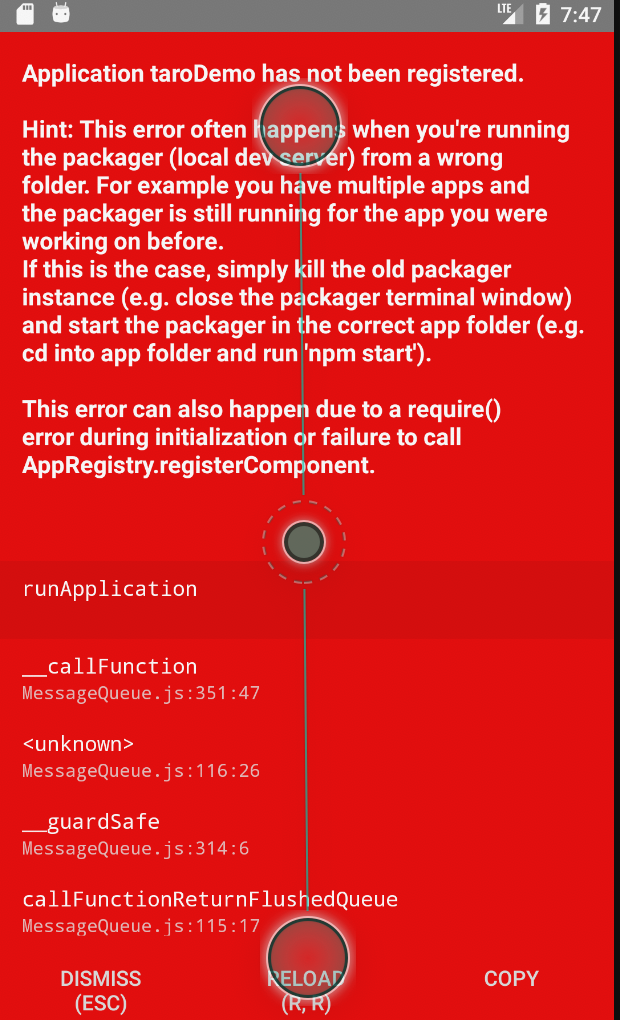 LTE 7:47
Application taroDemo has not been registered.
Hint: This error often happens when you're running
the packager (local dev server) from a wrong
folder. For example you have multiple apps and
the packager is still running for the app you were
working on before.
If this is the case, simply kill the old packager
instance (e.g. close the packager terminal window)
and start the packager in the correct app folder (e.g.
cd into app folder and run 'npm start').
This error can also happen due to a require()
error during initialization or failure to call
AppRegistry.registerComponent.
runApplication
__callFunction
MessageQueue.js:351:47
<unknown>
MessageQueue.js:116:26
__guardSafe
MessageQueue.js:314:6
callFunctionReturnFlushedQueue
MessageQueue.js:115:17
DISMISS RELOAD COPY
(ESC) (R, R)